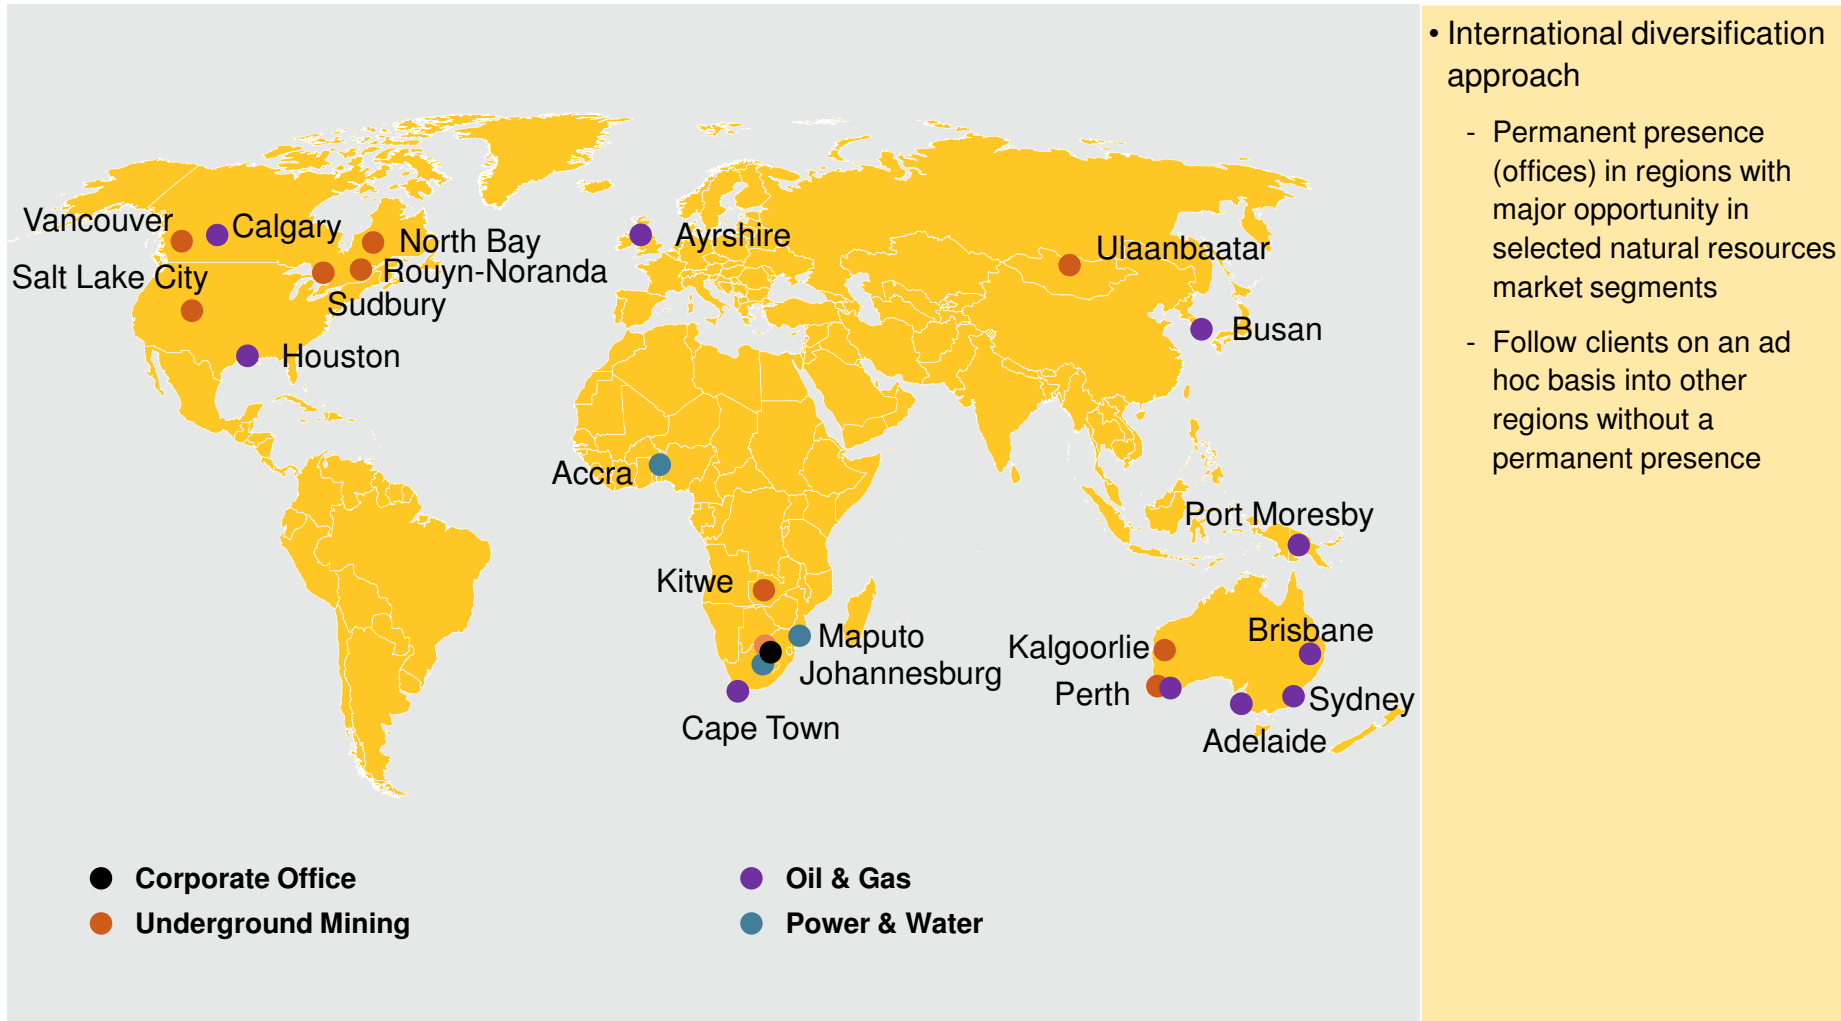 Vancouver
Calgary
North Bay
Salt Lake City
Rouyn-Noranda
Sudbury
Houston
Ayrshire
Ulaanbaatar
Busan
Accra
Port Moresby
Kitwe
Maputo
Johannesburg
Cape Town
Kalgoorlie
Brisbane
Perth
Sydney
Adelaide
Corporate Office
Underground Mining
Oil & Gas
Power & Water
• International diversification
approach
- Permanent presence
(offices) in regions with
major opportunity in
selected natural resources
market segments
- Follow clients on an ad
hoc basis into other
regions without a
permanent presence